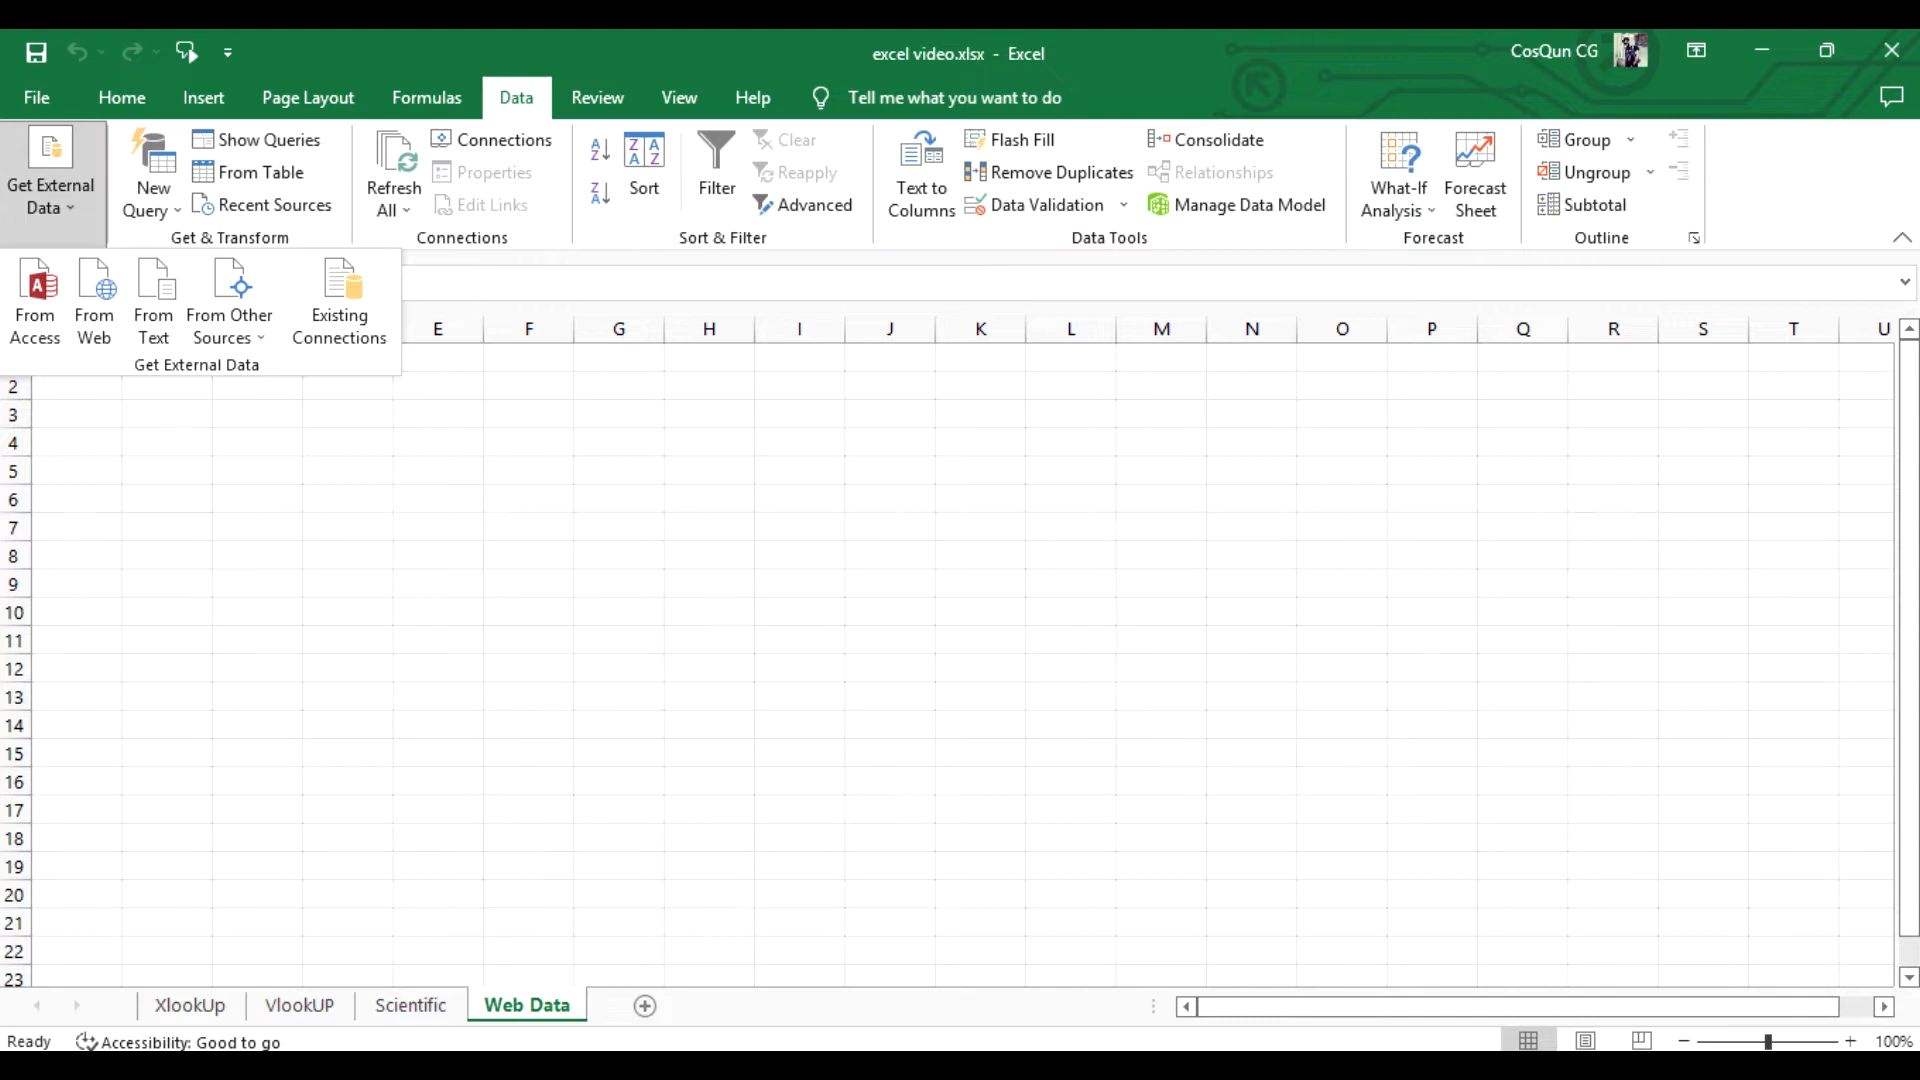 excel video.xlsx - Excel
CosQun CG
File Home Insert Page Layout Formulas Data Review View Help Tell me what you want to do
Get External Data
New Query
Show Queries
From Table
Recent Sources
Get & Transform
Refresh All
Connections
Properties
Edit Links
Connections
Sort
Filter
Clear
Reapply
Advanced
Sort & Filter
Text to Columns
Flash Fill
Remove Duplicates
Data Validation
Consolidate
Relationships
Manage Data Model
Data Tools
What-If Analysis
Forecast Sheet
Forecast
Group
Ungroup
Subtotal
Outline
From Access
From Web
From Text
From Other Sources
Existing Connections
Get External Data
E F G H I J K L M N O P Q R S T U
2
3
4
5
6
7
8
9
10
11
12
13
14
15
16
17
18
19
20
21
22
23
XlookUp VlookUP Scientific Web Data
Ready Accessibility: Good to go 100%